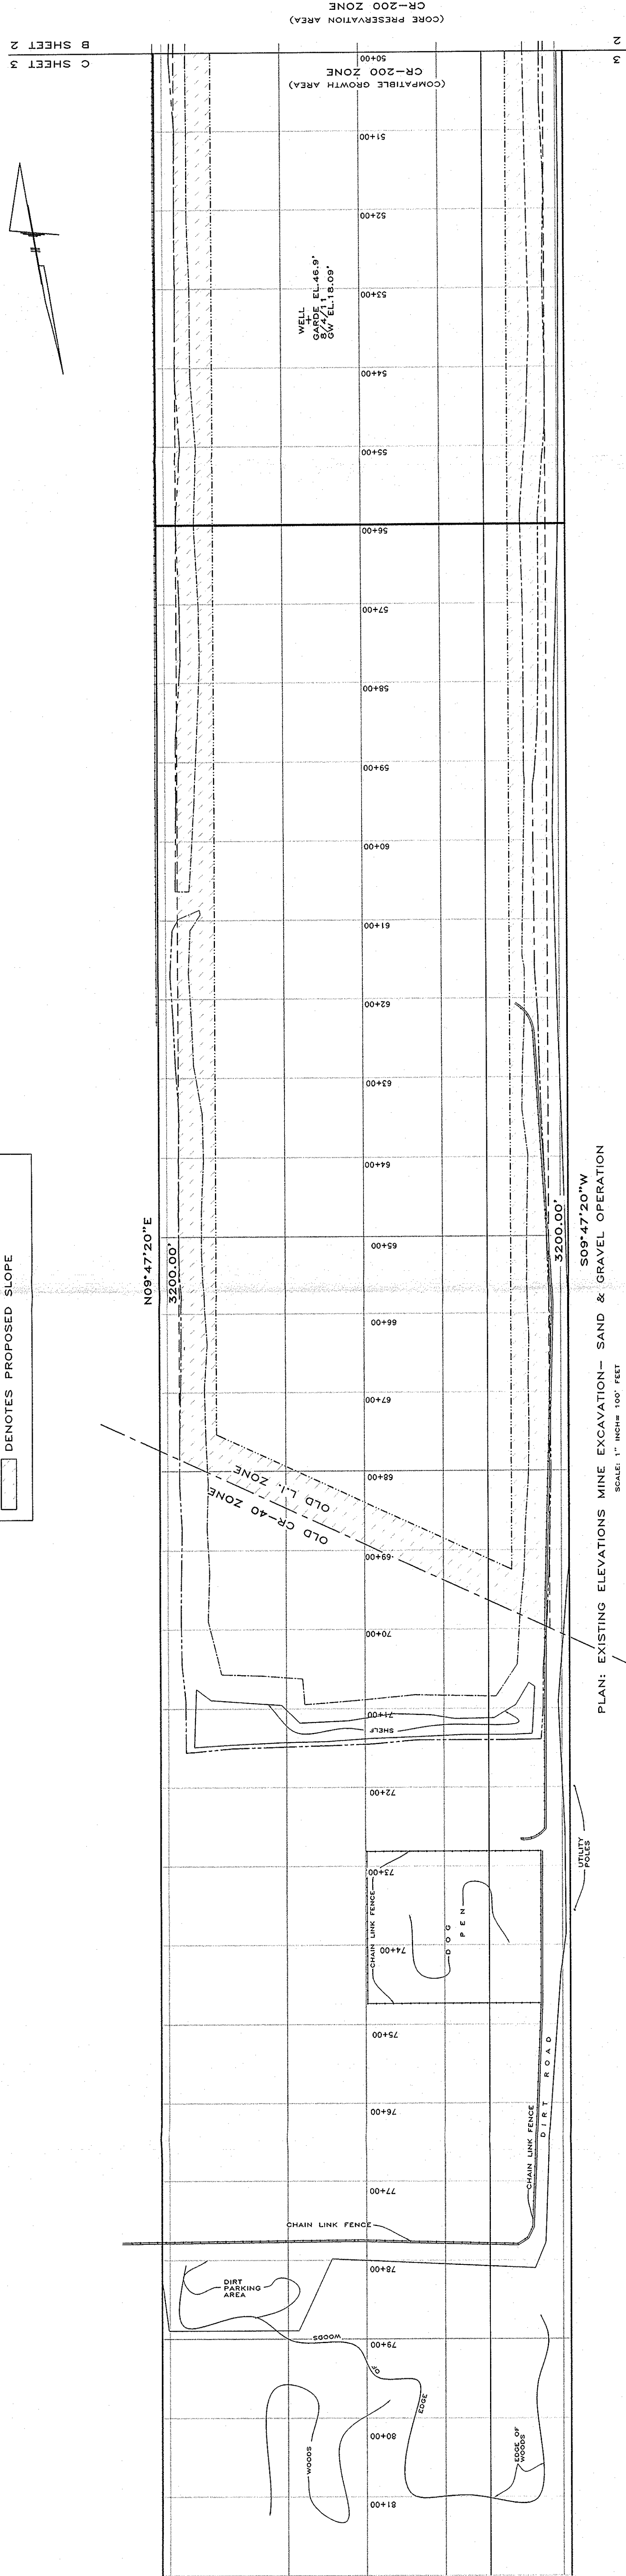 CR-200 ZONE
(CORE PRESERVATION AREA)
B SHEET 2
2
C SHEET 3
3
50+00
CR-200 ZONE
(COMPATIBLE GROWTH AREA)
51+00
52+00
WELL
GARDE EL.46.9'
8/4/11
GW EL.18.09'
53+00
54+00
55+00
56+00
57+00
58+00
59+00
60+00
61+00
62+00
63+00
64+00
N09°47'20"E
3200.00'
65+00
3200.00'
S09°47'20"W
DENOTES PROPOSED SLOPE
66+00
67+00
68+00
OLD L.I. ZONE
OLD CR-40 ZONE
69+00
70+00
PLAN: EXISTING ELEVATIONS MINE EXCAVATION- SAND & GRAVEL OPERATION
SCALE: 1" INCH= 100' FEET
71+00
SHELF
72+00
UTILITY
POLES
73+00
CHAIN LINK FENCE
DOG
PEN
74+00
75+00
DIRT ROAD
76+00
CHAIN LINK FENCE
77+00
CHAIN LINK FENCE
78+00
DIRT
PARKING
AREA
WOODS
79+00
OF
EDGE
80+00
WOODS
EDGE OF
WOODS
81+00